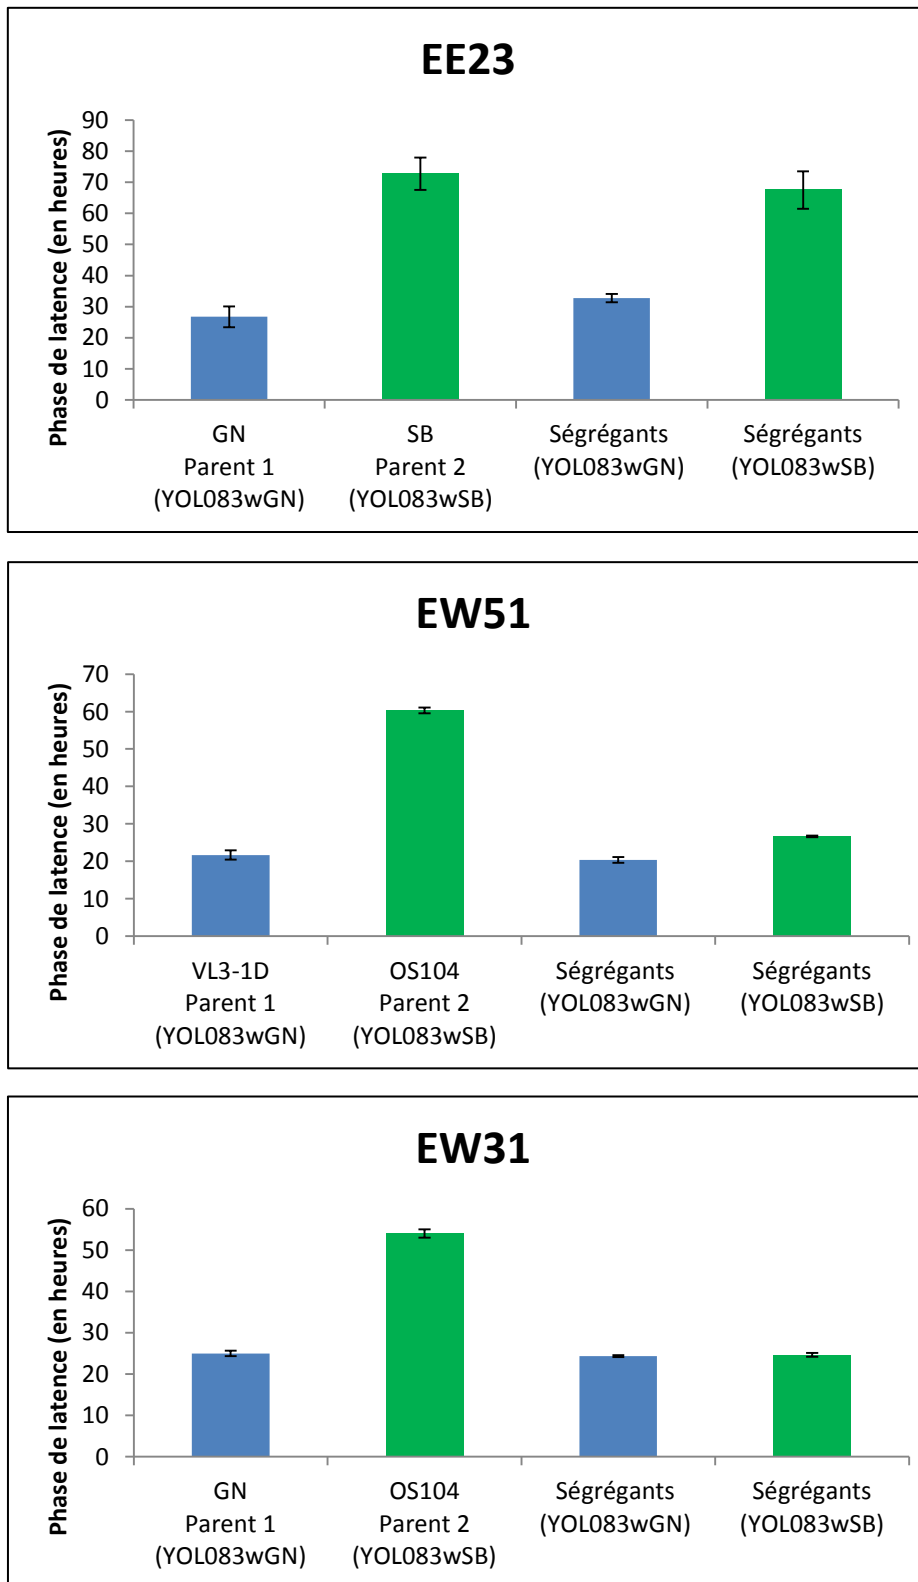 EE23
Phase de latence (en heures)
90
80
70
60
50
40
30
20
10
0
GN
Parent 1
(YOL083wGN)
SB
Parent 2
(YOL083wSB)
Ségrégants
(YOL083wGN)
Ségrégants
(YOL083wSB)
EW51
Phase de latence (en heures)
70
60
50
40
30
20
10
0
VL3-1D
Parent 1
(YOL083wGN)
OS104
Parent 2
(YOL083wSB)
Ségrégants
(YOL083wGN)
Ségrégants
(YOL083wSB)
EW31
Phase de latence (en heures)
60
50
40
30
20
10
0
GN
Parent 1
(YOL083wGN)
OS104
Parent 2
(YOL083wSB)
Ségrégants
(YOL083wGN)
Ségrégants
(YOL083wSB)